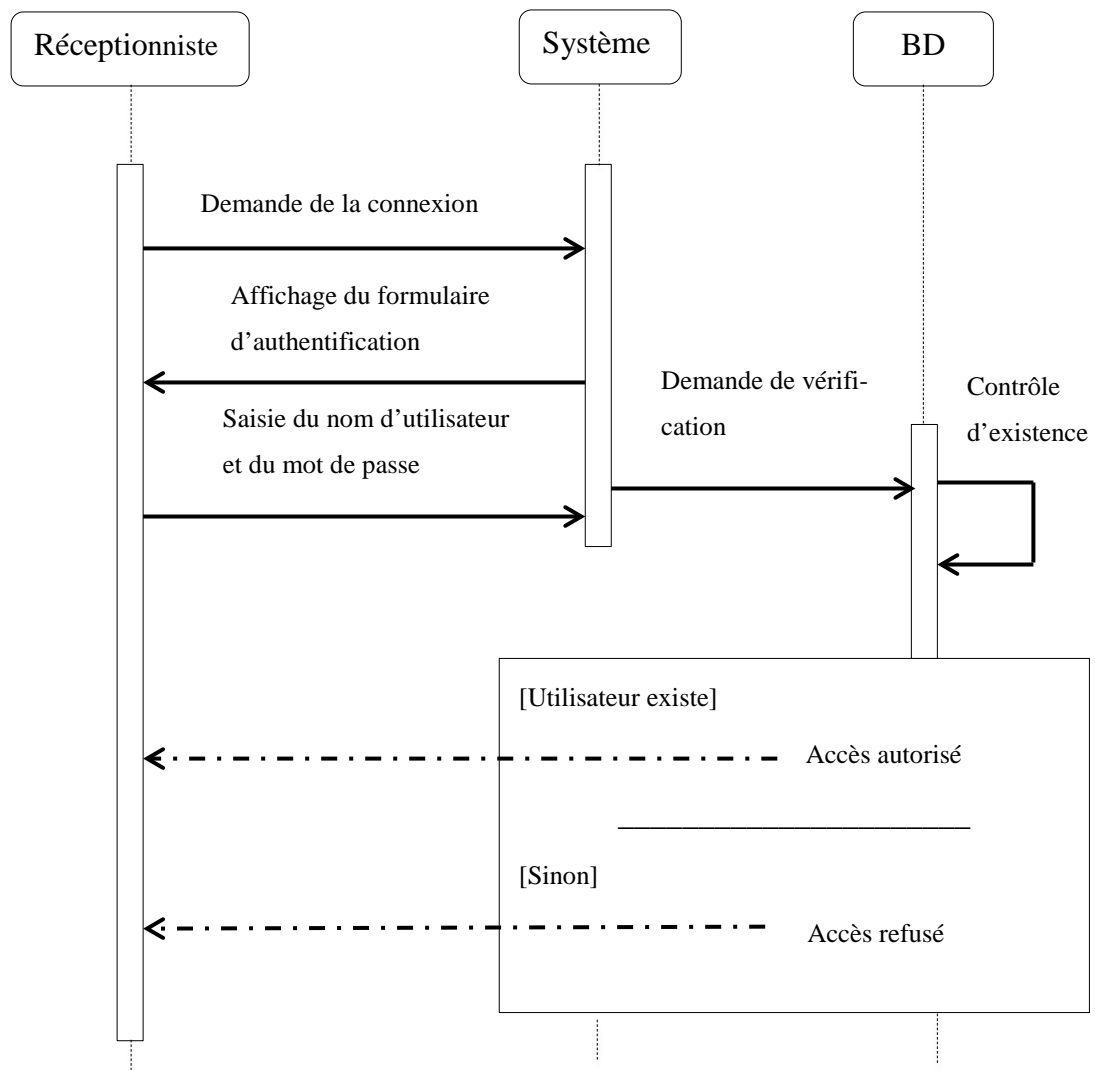 Réceptionniste
Système
BD
Demande de la connexion
Affichage du formulaire
d’authentification
Demande de vérifi-
cation
Contrôle
d’existence
Saisie du nom d’utilisateur
et du mot de passe
[Utilisateur existe]
Accès autorisé
[Sinon]
Accès refusé